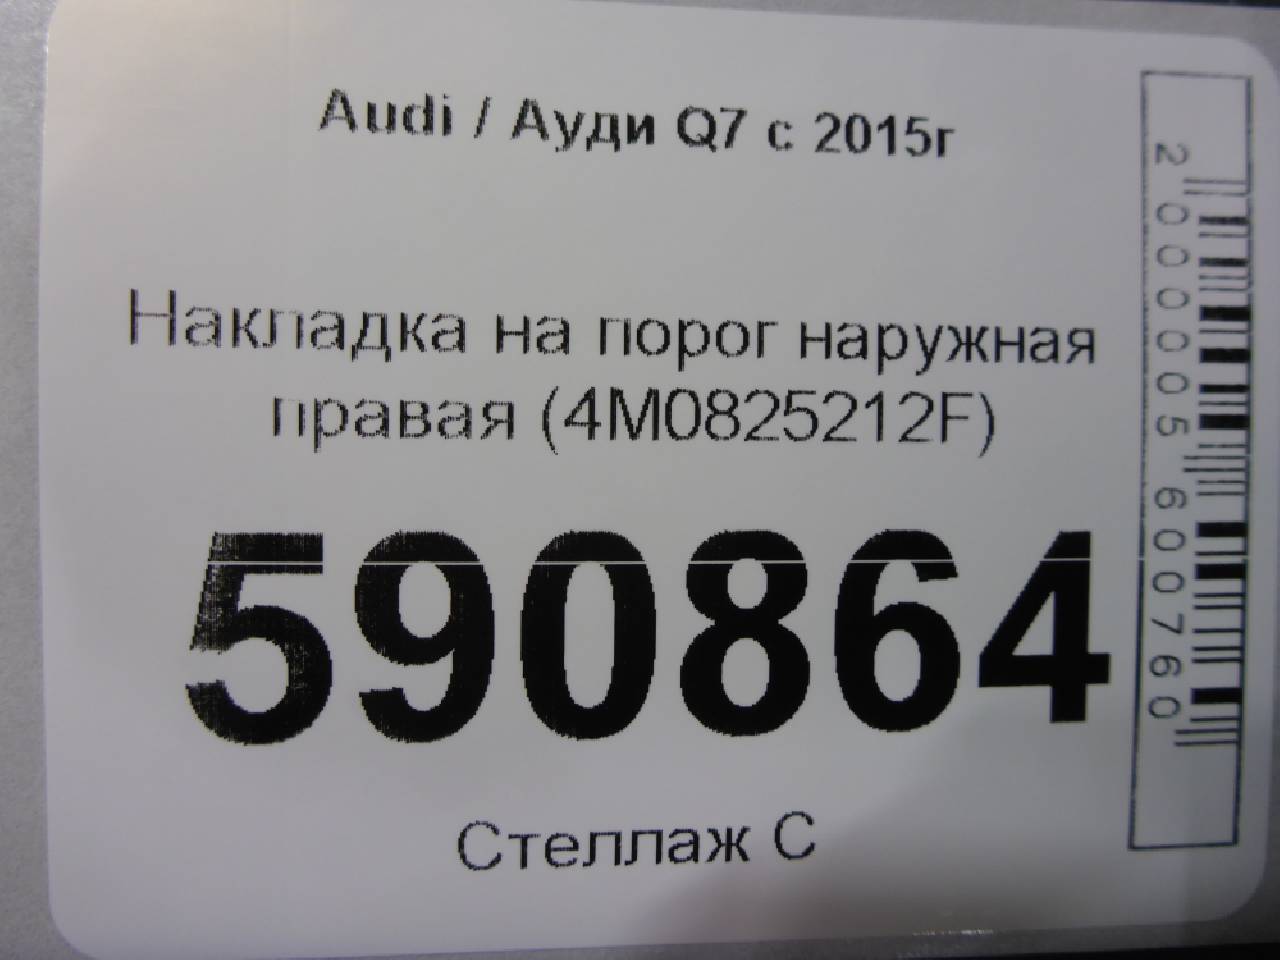 Audi / Ауди Q7 с 2015г
Накладка на порог наружная
правая (4M0825212F)
590864
Стеллаж С
2000005600760